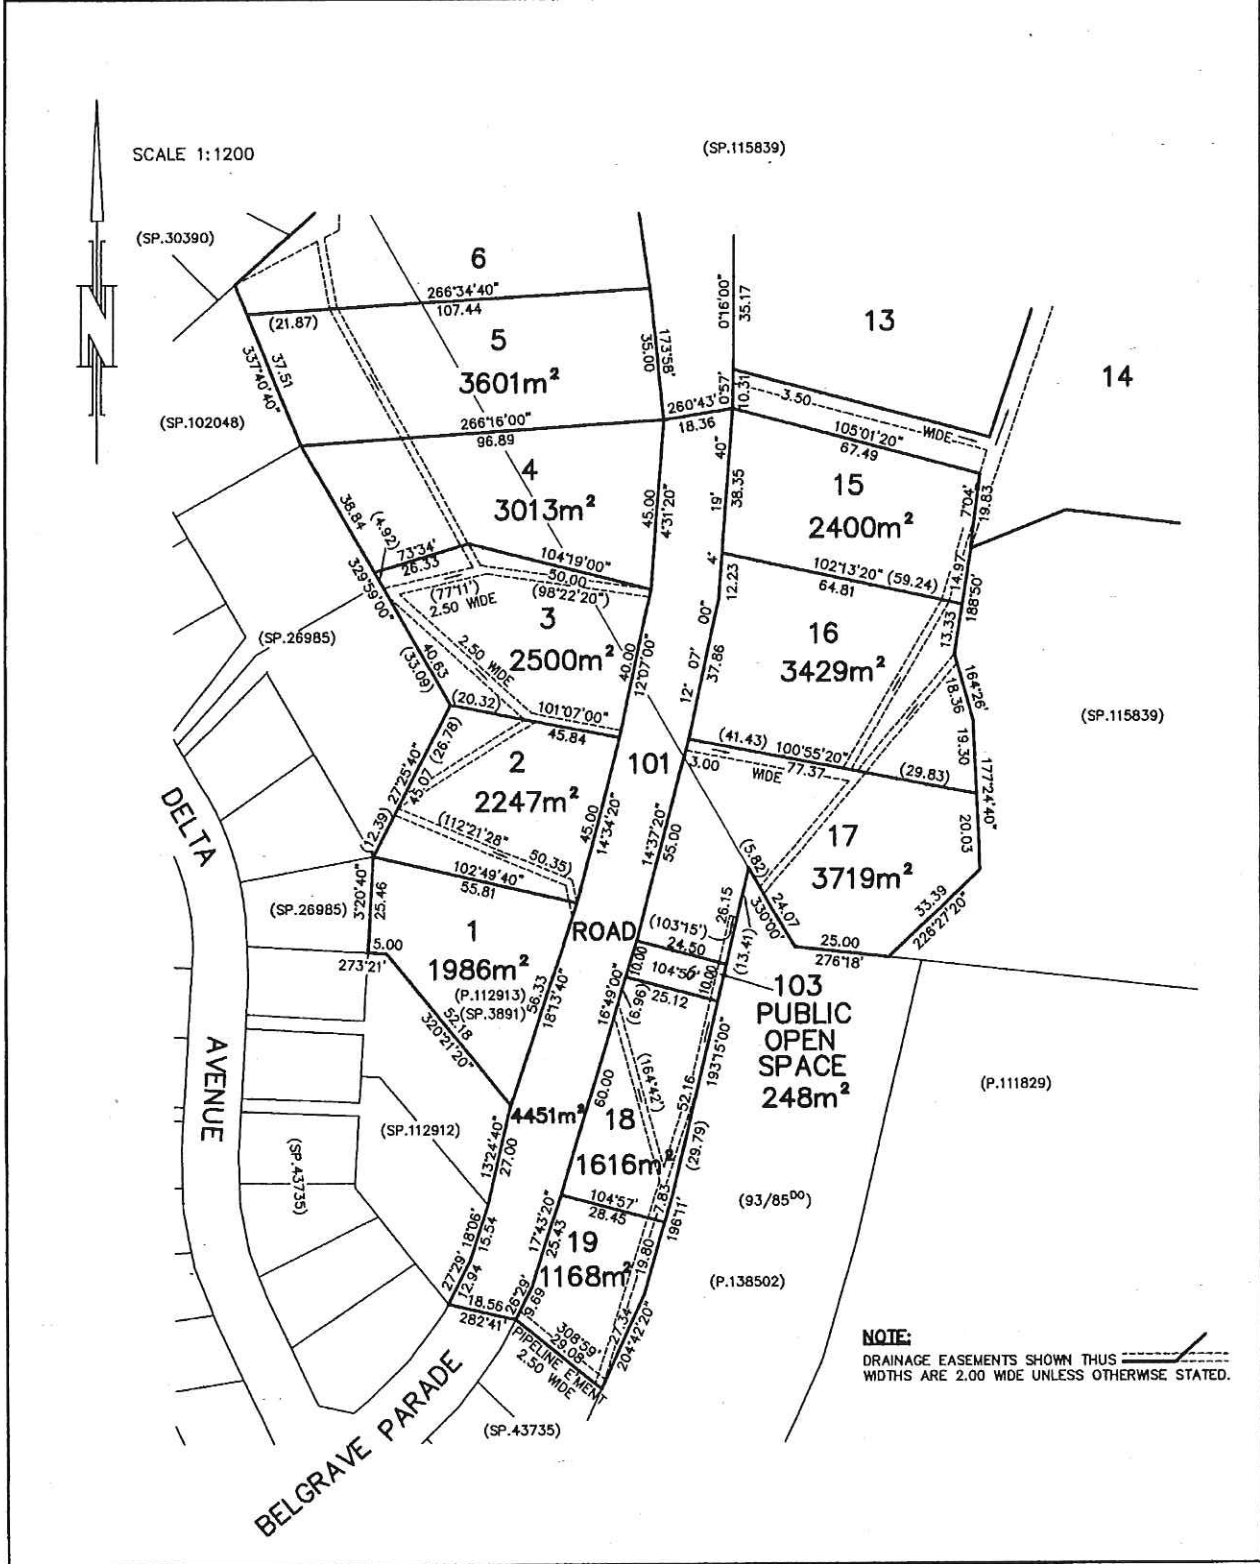 SCALE 1:1200
(SP.115839)
(SP.30390)
6
266°34'40"
107.44
(21.87)
0°16'00"
35.17
13
14
5
3601m²
337°40'40"
37.51
173°58'
35.00
260°43'
18.36
0°57'
10.31
3.50
WIDE
(SP.102048)
266°16'00"
96.89
105°01'20"
67.49
4
3013m²
45.00
4°31'20"
4° 19' 40"
38.35
15
2400m²
7°04'
19.83
38.84
(4.92)
73°34'
26.33
104°19'00"
50.00
(98°22'20")
329°59'00"
(77°11')
2.50 WIDE
102°13'20" (59.24)
64.81
14.97
188°50'
12.23
3
2500m²
2.50 WIDE
40.00
12°07'00"
12° 07' 00"
37.86
16
3429m²
13.33
164°26'
18.36
(SP.26985)
40.63
(33.09)
(20.32)
101°07'00"
45.84
(SP.115839)
27°25'40"
45.07
(26.78)
(12.39)
2
2247m²
101
(41.43)
100°55'20"
77.37
(29.83)
3.00
WIDE
19.30
177°24'40"
20.03
45.00
14°34'20"
14°37'20"
55.00
(112°21'28"
50.35)
17
3719m²
DELTA
AVENUE
102°49'40"
55.81
(5.82)
24.07
330°00'
33.39
226°27'20"
3°20'40"
25.46
(SP.26985)
1
1986m²
(P.112913)
(SP.3891)
ROAD
(103°15')
24.50
26.15
(13.41)
25.00
276°18'
5.00
273°21'
52.18
320°21'20"
56.33
18°13'40"
10.00
104°50'
25.12
10.00
16°49'00"
(6.96)
103
PUBLIC
OPEN
SPACE
248m²
(P.111829)
(164°42')
60.00
193°15'00"
52.16
(29.79)
4451m²
18
1616m²
(SP.112912)
13°24'40"
27.00
(SP.43735)
104°57'
28.45
7.83
196°11'
(93/85DO)
18°06'
15.54
17°43'20"
25.43
19
1168m²
19.80
(P.138502)
27°29'
12.94
18.56
282°41'
26°29'
9.69
308°59'
29.08
PIPELINE E'MENT
2.50 WIDE
27.34
204°42'20"
BELGRAVE PARADE
(SP.43735)
NOTE:
DRAINAGE EASEMENTS SHOWN THUS
WIDTHS ARE 2.00 WIDE UNLESS OTHERWISE STATED.